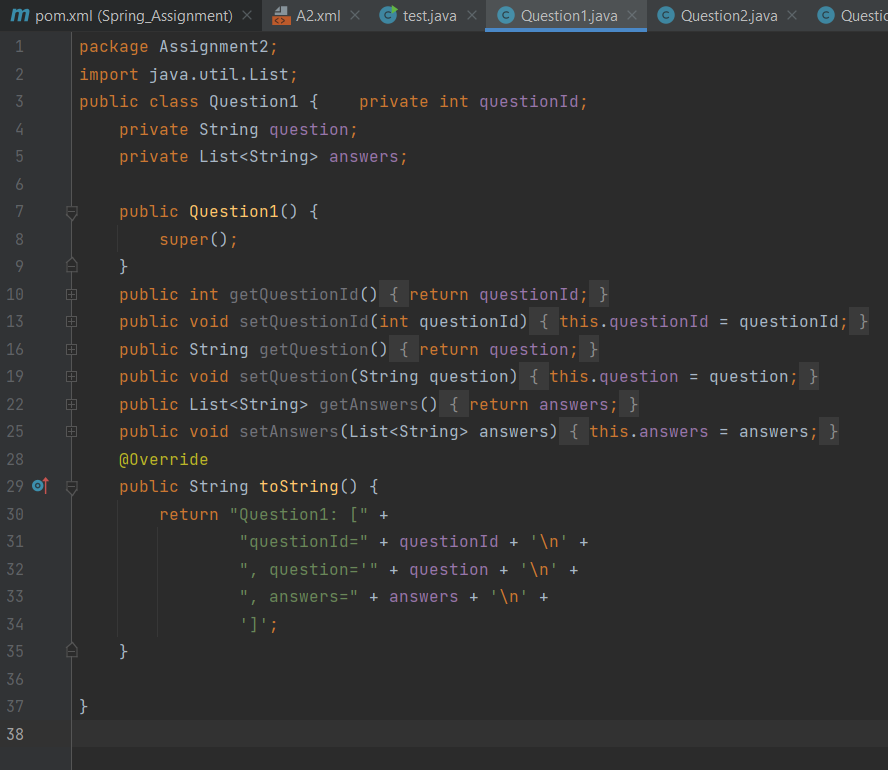 pom.xml (Spring_Assignment) A2.xml test.java Question1.java Question2.java Questio
1 package Assignment2;
2 import java.util.List;
3 public class Question1 {    private int questionId;
4     private String question;
5     private List<String> answers;
6
7     public Question1() {
8         super();
9     }
10     public int getQuestionId() { return questionId; }
13     public void setQuestionId(int questionId) { this.questionId = questionId; }
16     public String getQuestion() { return question; }
19     public void setQuestion(String question) { this.question = question; }
22     public List<String> getAnswers() { return answers; }
25     public void setAnswers(List<String> answers) { this.answers = answers; }
28     @Override
29     public String toString() {
30         return "Question1: [" +
31                 "questionId=" + questionId + '\n' +
32                 ", question='" + question + '\n' +
33                 ", answers=" + answers + '\n' +
34                 ']';
35     }
36
37 }
38